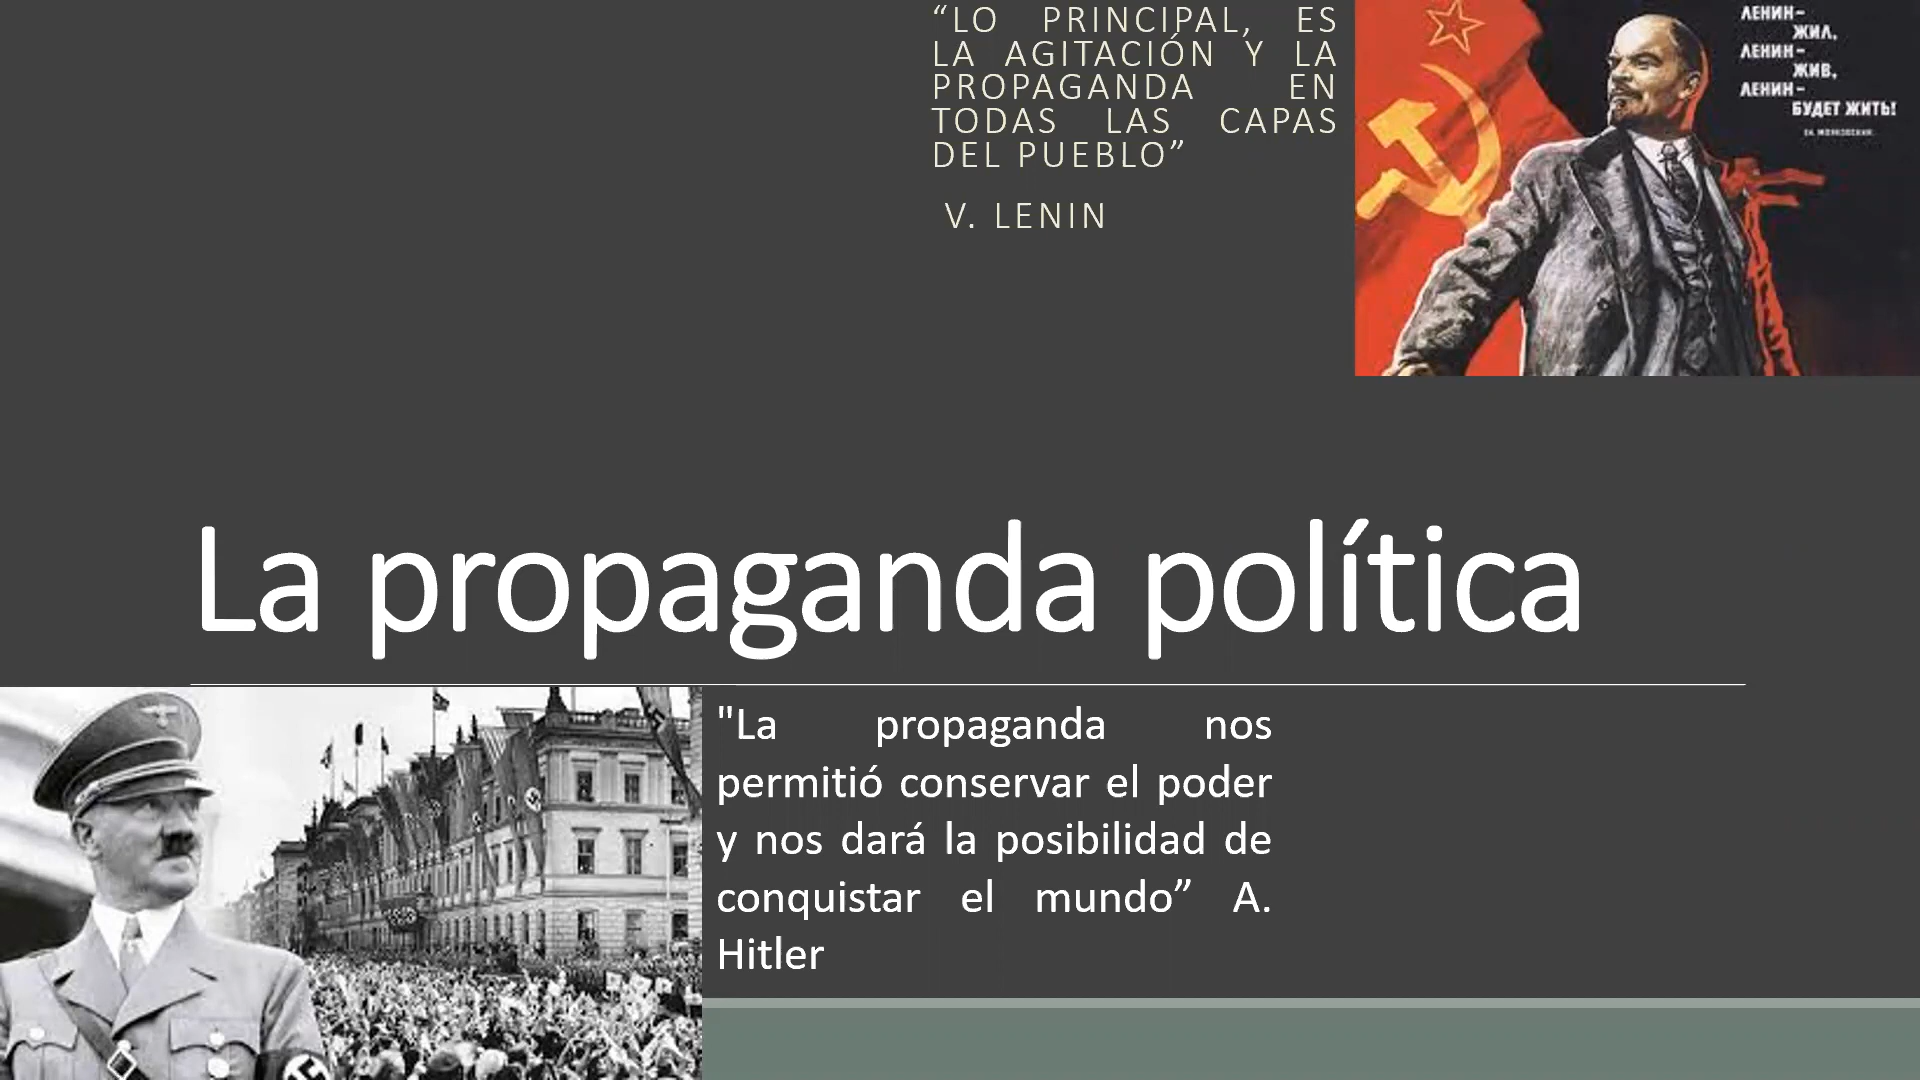 “LO PRINCIPAL, ES
LA AGITACIÓN Y LA
PROPAGANDA EN
TODAS LAS CAPAS
DEL PUEBLO”
V. LENIN
ЛЕНИН–
ЖИЛ,
ЛЕНИН–
ЖИВ,
ЛЕНИН–
БУДЕТ ЖИТЬ!
La propaganda política
"La propaganda nos
permitió conservar el poder
y nos dará la posibilidad de
conquistar el mundo” A.
Hitler